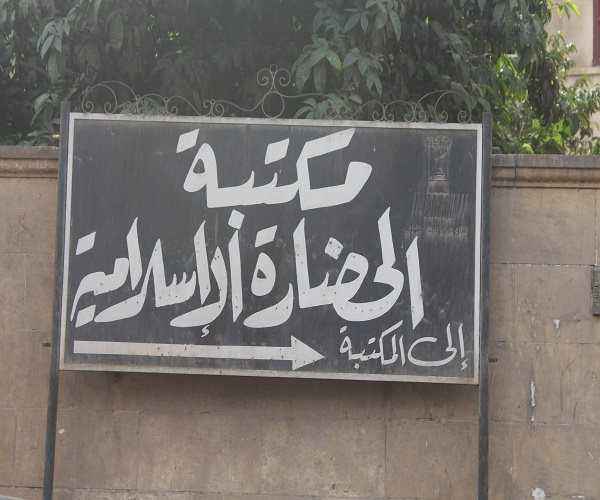 مكتبة
الحضارة الإسلامية
إلى المكتبة